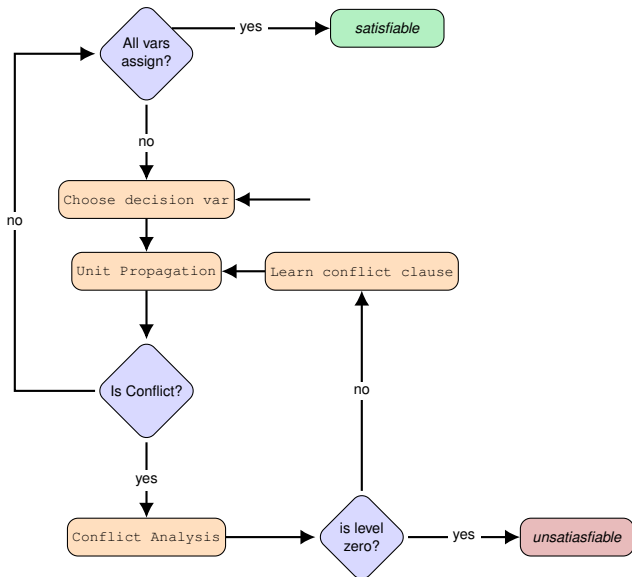 All vars
assign?
yes
satisfiable
no
Choose decision var
no
Unit Propagation
Learn conflict clause
Is Conflict?
no
yes
Conflict Analysis
is level
zero?
yes
unsatiasfiable